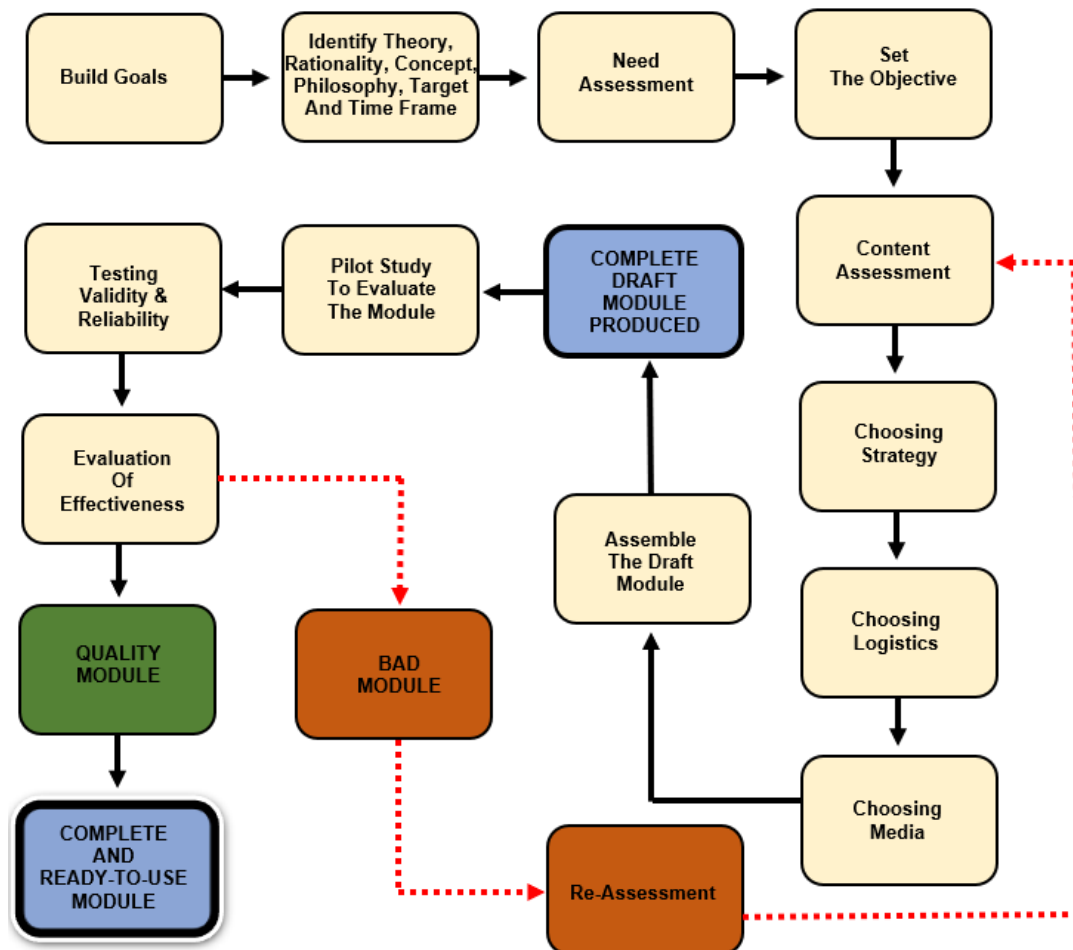 Build Goals
Identify Theory,
Rationality, Concept,
Philosophy, Target
And Time Frame
Need
Assessment
Set
The Objective
Content
Assessment
Choosing
Strategy
Choosing
Logistics
Choosing
Media
Assemble
The Draft
Module
COMPLETE
DRAFT
MODULE
PRODUCED
Pilot Study
To Evaluate
The Module
Testing
Validity &
Reliability
Evaluation
Of
Effectiveness
QUALITY
MODULE
COMPLETE
AND
READY-TO-USE
MODULE
BAD
MODULE
Re-Assessment